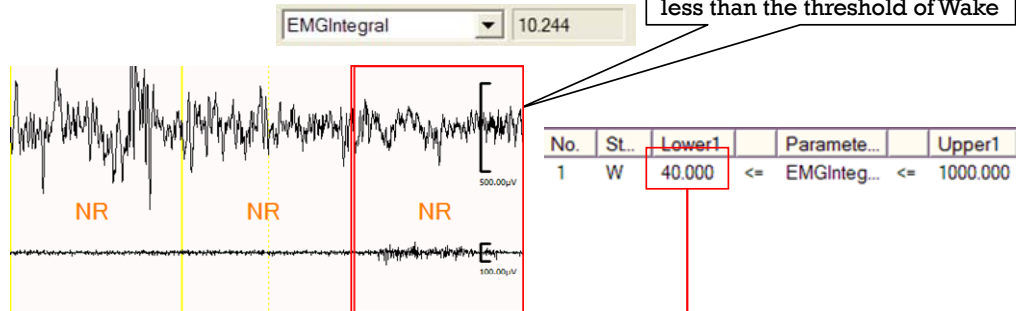 less than the threshold of Wake
EMGIntegral 10.244
No. St... Lower1 Paramete... Upper1
1 W 40.000 <= EMGInteg... <= 1000.000
500.00μV
NR NR NR
100.00μV